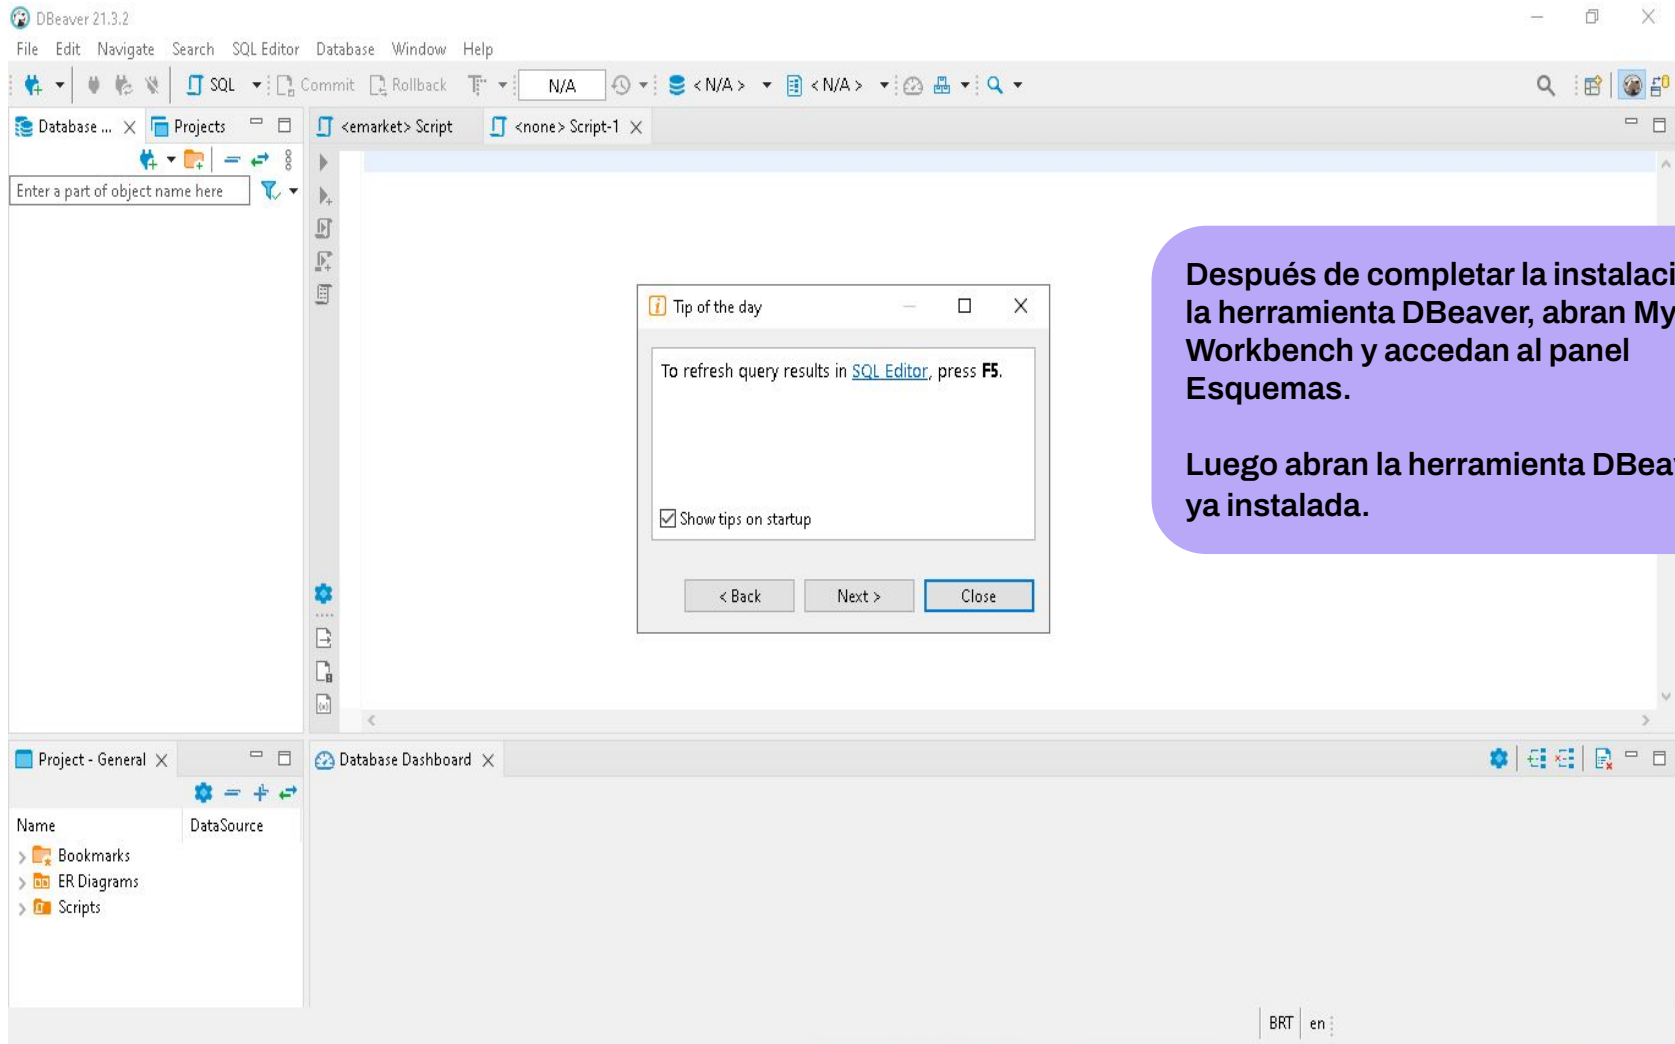 DBeaver 21.3.2
File Edit Navigate Search SQL Editor Database Window Help
SQL Commit Rollback N/A < N/A > < N/A >
Database ... Projects <emarket> Script <none> Script-1
Enter a part of object name here
Tip of the day
To refresh query results in SQL Editor, press F5.
Show tips on startup
< Back Next > Close
Después de completar la
la herramienta DBeaver, abran
Workbench y accedan al panel
Esquemas.
Luego abran la herramienta
ya instalada.
Project - General
Name DataSource
Bookmarks
ER Diagrams
Scripts
Database Dashboard
BRT en